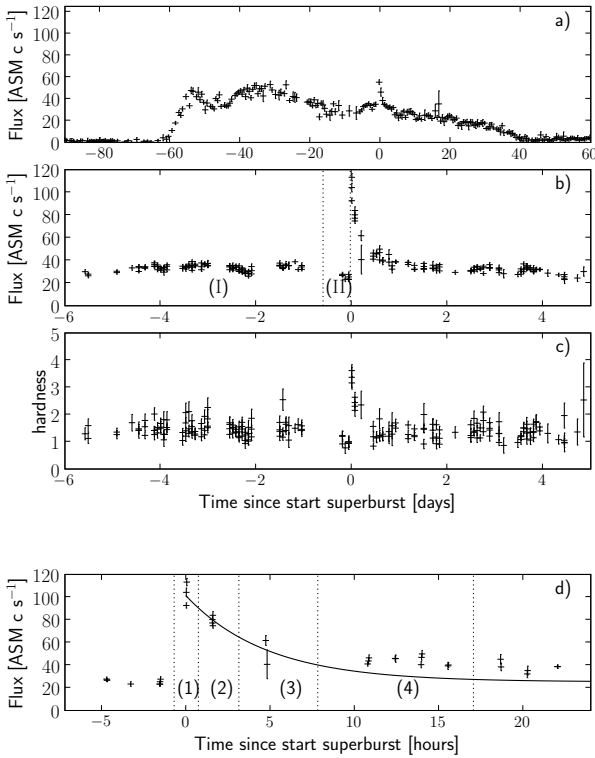 a)
Flux [ASM c s⁻¹]
120
100
80
60
40
20
0
−80 −60 −40 −20 0 20 40 60
b)
Flux [ASM c s⁻¹]
120
100
80
60
40
20
0
(I) (II)
−6 −4 −2 0 2 4
c)
hardness
5
4
3
2
1
0
−6 −4 −2 0 2 4
Time since start superburst [days]
d)
Flux [ASM c s⁻¹]
120
100
80
60
40
20
0
(1) (2) (3) (4)
−5 0 5 10 15 20
Time since start superburst [hours]